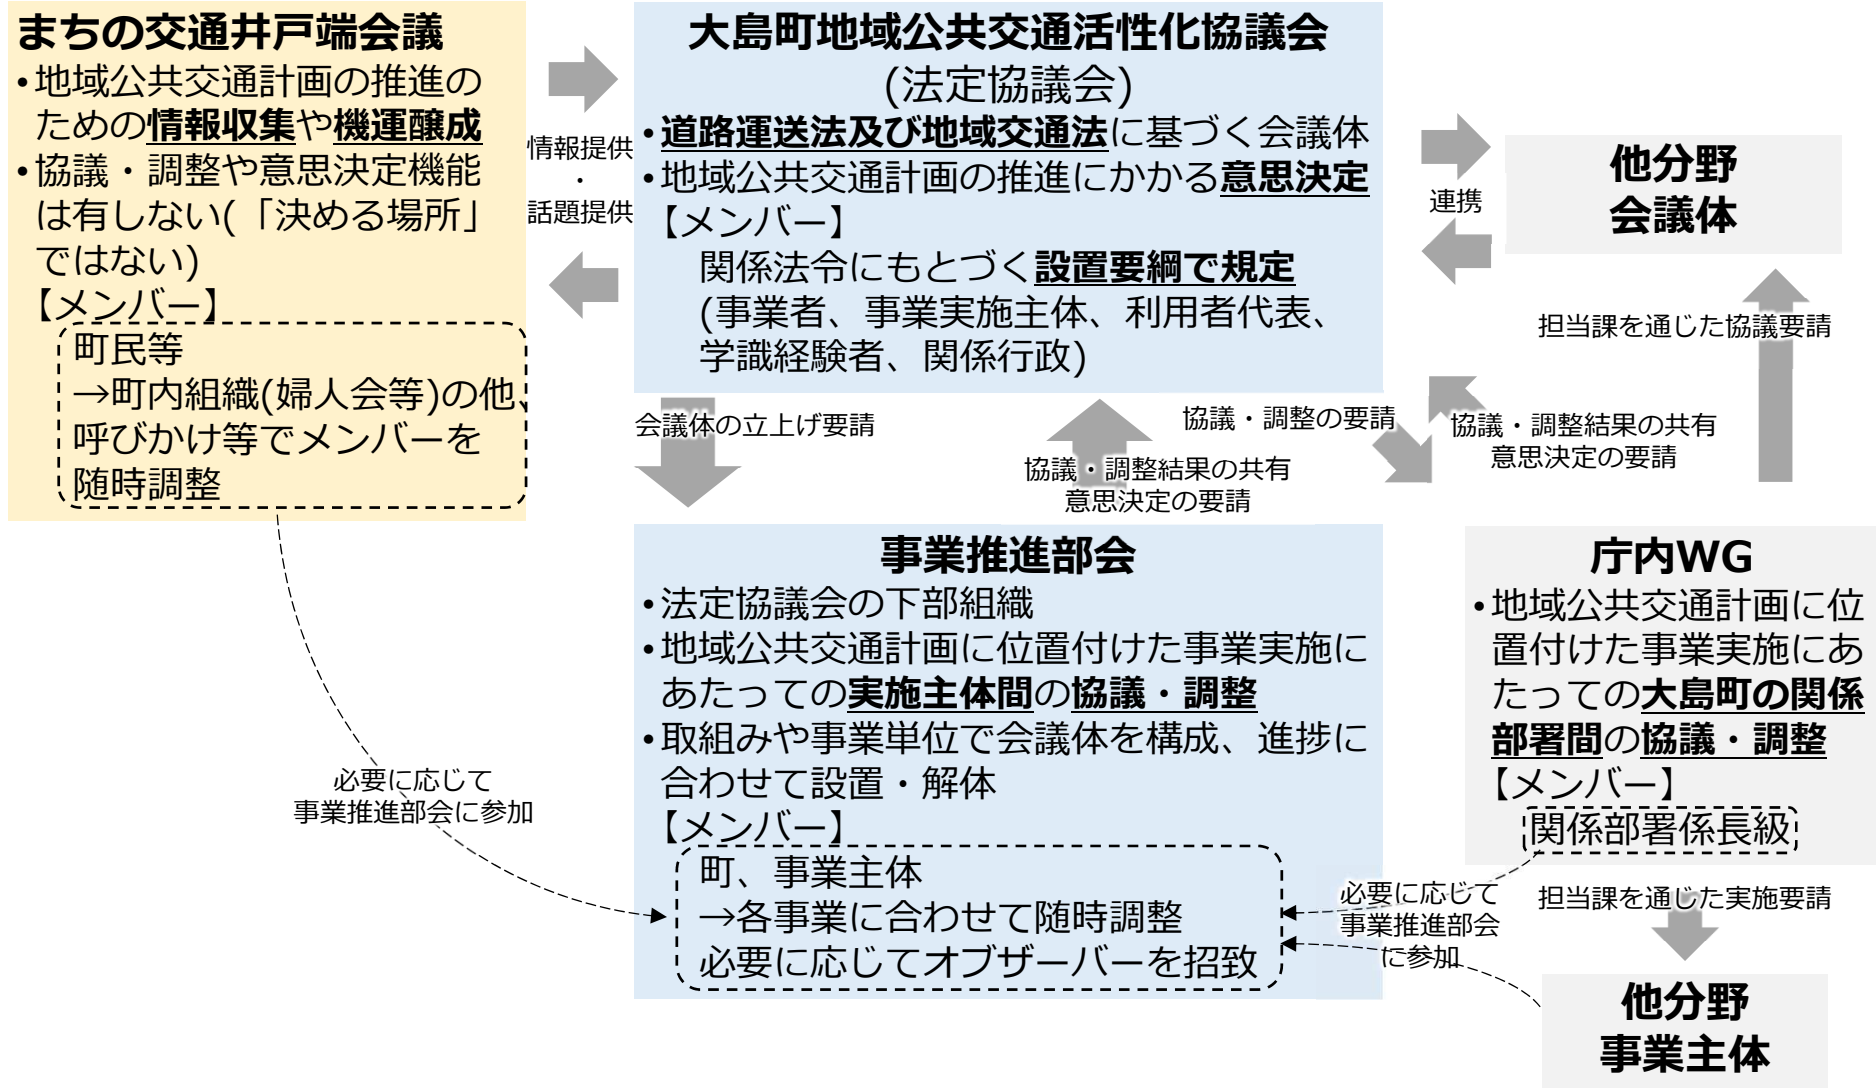 まちの交通井戸端会議
•地域公共交通計画の推進の
ための情報収集や機運醸成
•協議・調整や意思決定機能
は有しない(「決める場所」
ではない)
【メンバー】
町民等
→町内組織(婦人会等)の他、
呼びかけ等でメンバーを
随時調整
情報提供
・
話題提供
大島町地域公共交通活性化協議会
(法定協議会)
•道路運送法及び地域交通法に基づく会議体
•地域公共交通計画の推進にかかる意思決定
【メンバー】
関係法令にもとづく設置要綱で規定
(事業者、事業実施主体、利用者代表、
学識経験者、関係行政)
連携
他分野
会議体
担当課を通じた協議要請
会議体の立上げ要請
協議・調整結果の共有
意思決定の要請
協議・調整の要請
協議・調整結果の共有
意思決定の要請
事業推進部会
•法定協議会の下部組織
•地域公共交通計画に位置付けた事業実施に
あたっての実施主体間の協議・調整
•取組みや事業単位で会議体を構成、進捗に
合わせて設置・解体
【メンバー】
町、事業主体
→各事業に合わせて随時調整
必要に応じてオブザーバーを招致
必要に応じて
事業推進部会に参加
庁内WG
•地域公共交通計画に位
置付けた事業実施にあ
たっての大島町の関係
部署間の協議・調整
【メンバー】
関係部署係長級
必要に応じて
事業推進部会
に参加
担当課を通じた実施要請
他分野
事業主体